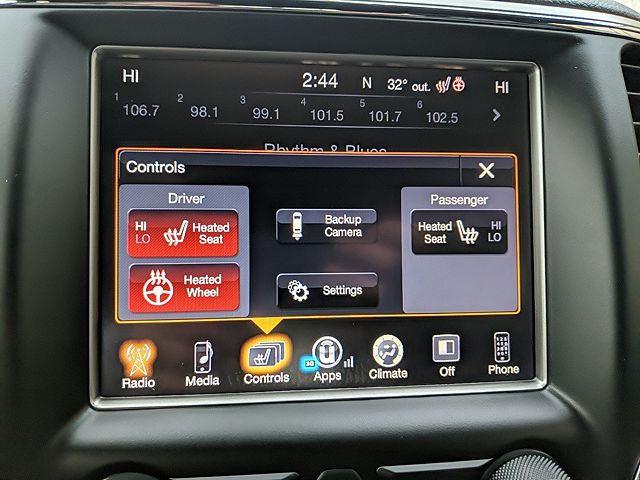 HI 2:44 N 32° out. HI
1 106.7 2 98.1 3 99.1 4 101.5 5 101.7 6 102.5
Rhythm & Blues
Controls
Driver
Passenger
HI LO Heated Seat
Backup Camera
Heated Seat HI LO
Heated Wheel
Settings
Radio Media Controls 3G Apps Climate Off Phone